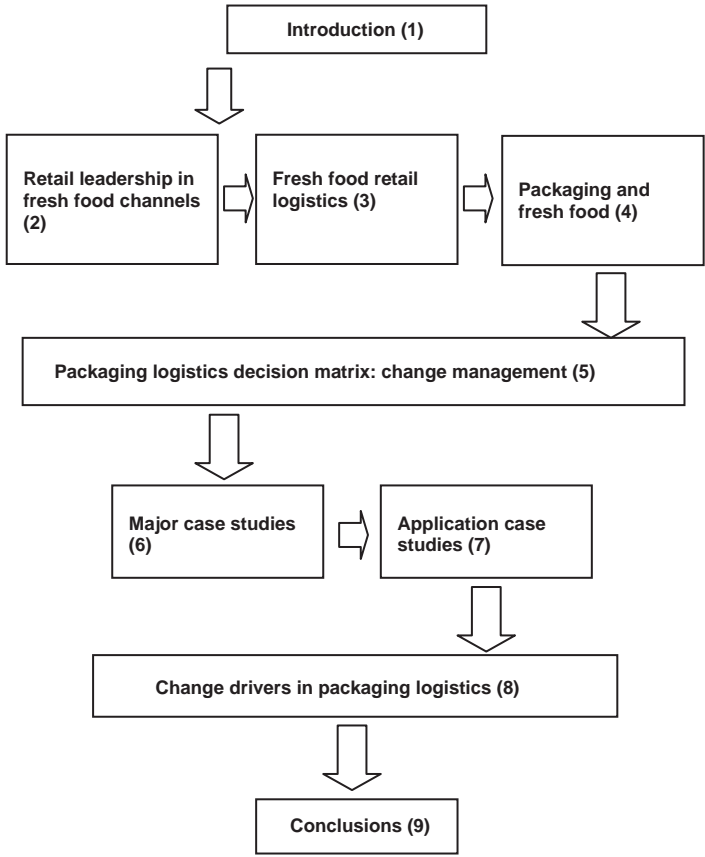 Introduction (1)
Retail leadership in
fresh food channels
(2)
Fresh food retail
logistics (3)
Packaging and
fresh food (4)
Packaging logistics decision matrix: change management (5)
Major case studies
(6)
Application case
studies (7)
Change drivers in packaging logistics (8)
Conclusions (9)